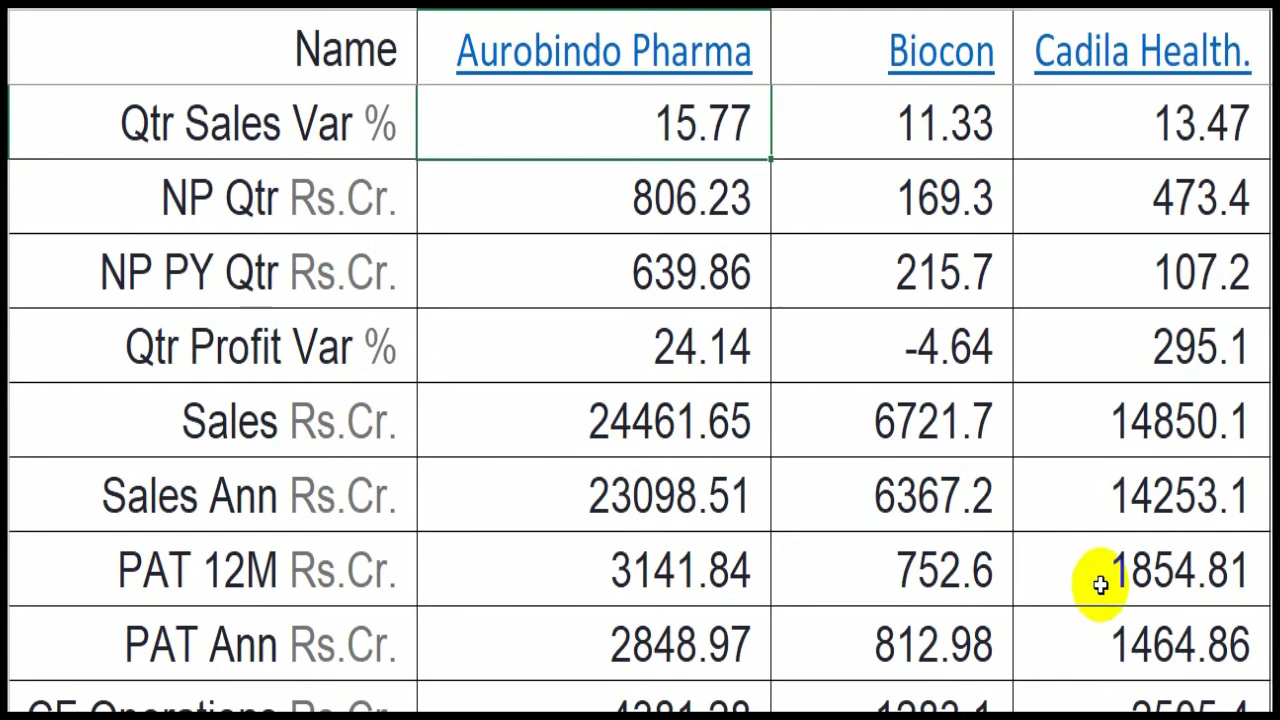 Name Aurobindo Pharma Biocon Cadila Health.
Qtr Sales Var % 15.77 11.33 13.47
NP Qtr Rs.Cr. 806.23 169.3 473.4
NP PY Qtr Rs.Cr. 639.86 215.7 107.2
Qtr Profit Var % 24.14 -4.64 295.1
Sales Rs.Cr. 24461.65 6721.7 14850.1
Sales Ann Rs.Cr. 23098.51 6367.2 14253.1
PAT 12M Rs.Cr. 3141.84 752.6 1854.81
PAT Ann Rs.Cr. 2848.97 812.98 1464.86